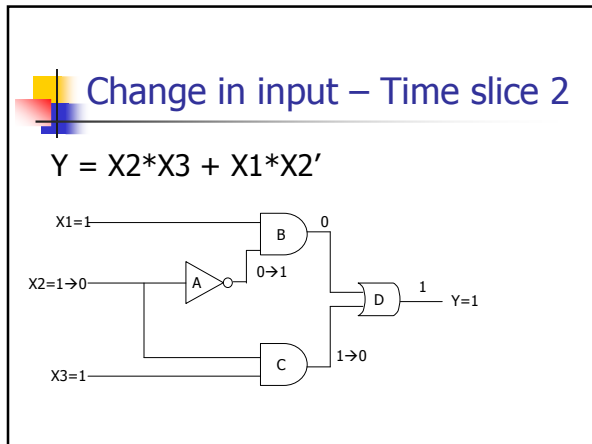 Change in input – Time slice 2
Y = X2*X3 + X1*X2′
X1=1
B
0
X2=1→0
A
0→1
D
1
Y=1
C
1→0
X3=1